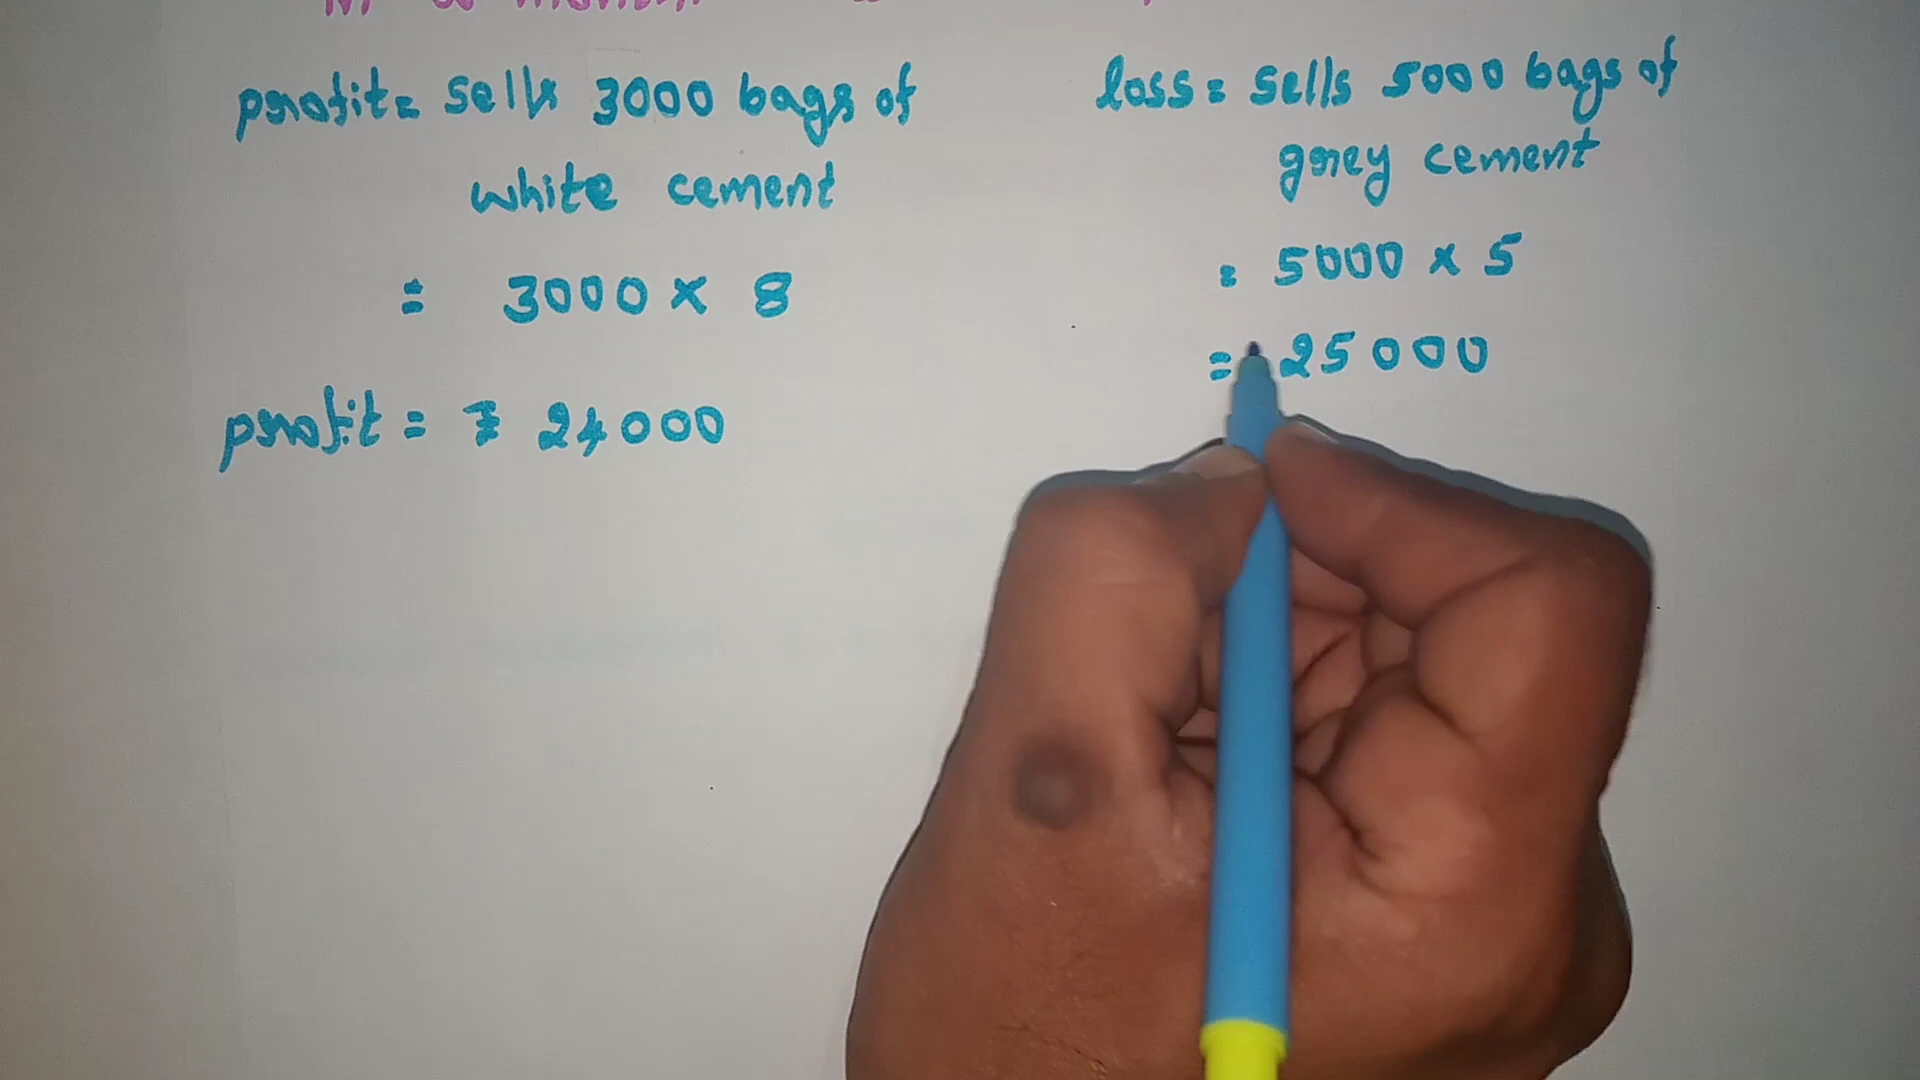 profit = sells 3000 bags of
white cement
= 3000 × 8
profit = ₹ 24000
loss = sells 5000 bags of
grey cement
= 5000 × 5
= 25000